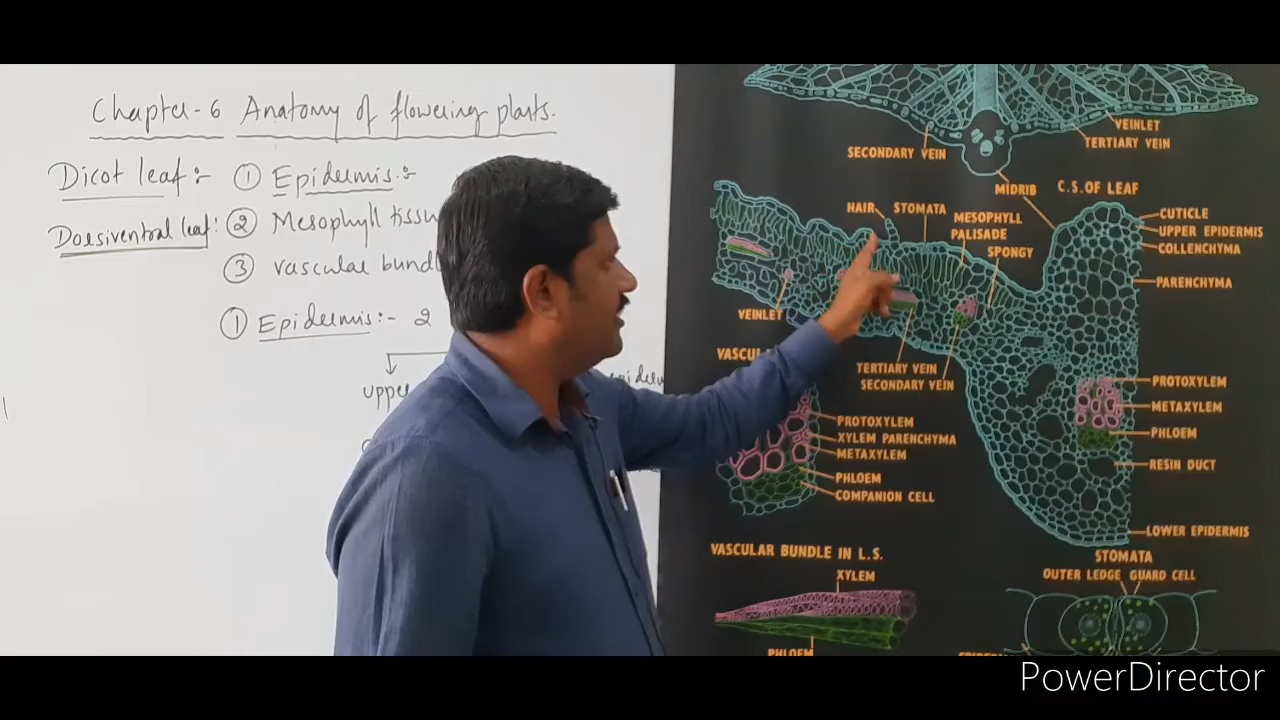 Chapter-6 Anatomy of flowering plants.
Dicot leaf:- ① Epidermis:-
Dorsiventral leaf: ② Mesophyll tissu
③ vascular bundl
① Epidermis:- 2
upper
epider
VEINLET
TERTIARY VEIN
SECONDARY VEIN
MIDRIB
C.S. OF LEAF
HAIR
STOMATA
MESOPHYLL
PALISADE
SPONGY
CUTICLE
UPPER EPIDERMIS
COLLENCHYMA
PARENCHYMA
VEINLET
TERTIARY VEIN
SECONDARY VEIN
PROTOXYLEM
METAXYLEM
PHLOEM
RESIN DUCT
LOWER EPIDERMIS
VASCUL
PROTOXYLEM
XYLEM PARENCHYMA
METAXYLEM
PHLOEM
COMPANION CELL
VASCULAR BUNDLE IN L.S.
XYLEM
PHLOEM
STOMATA
OUTER LEDGE GUARD CELL
PowerDirector